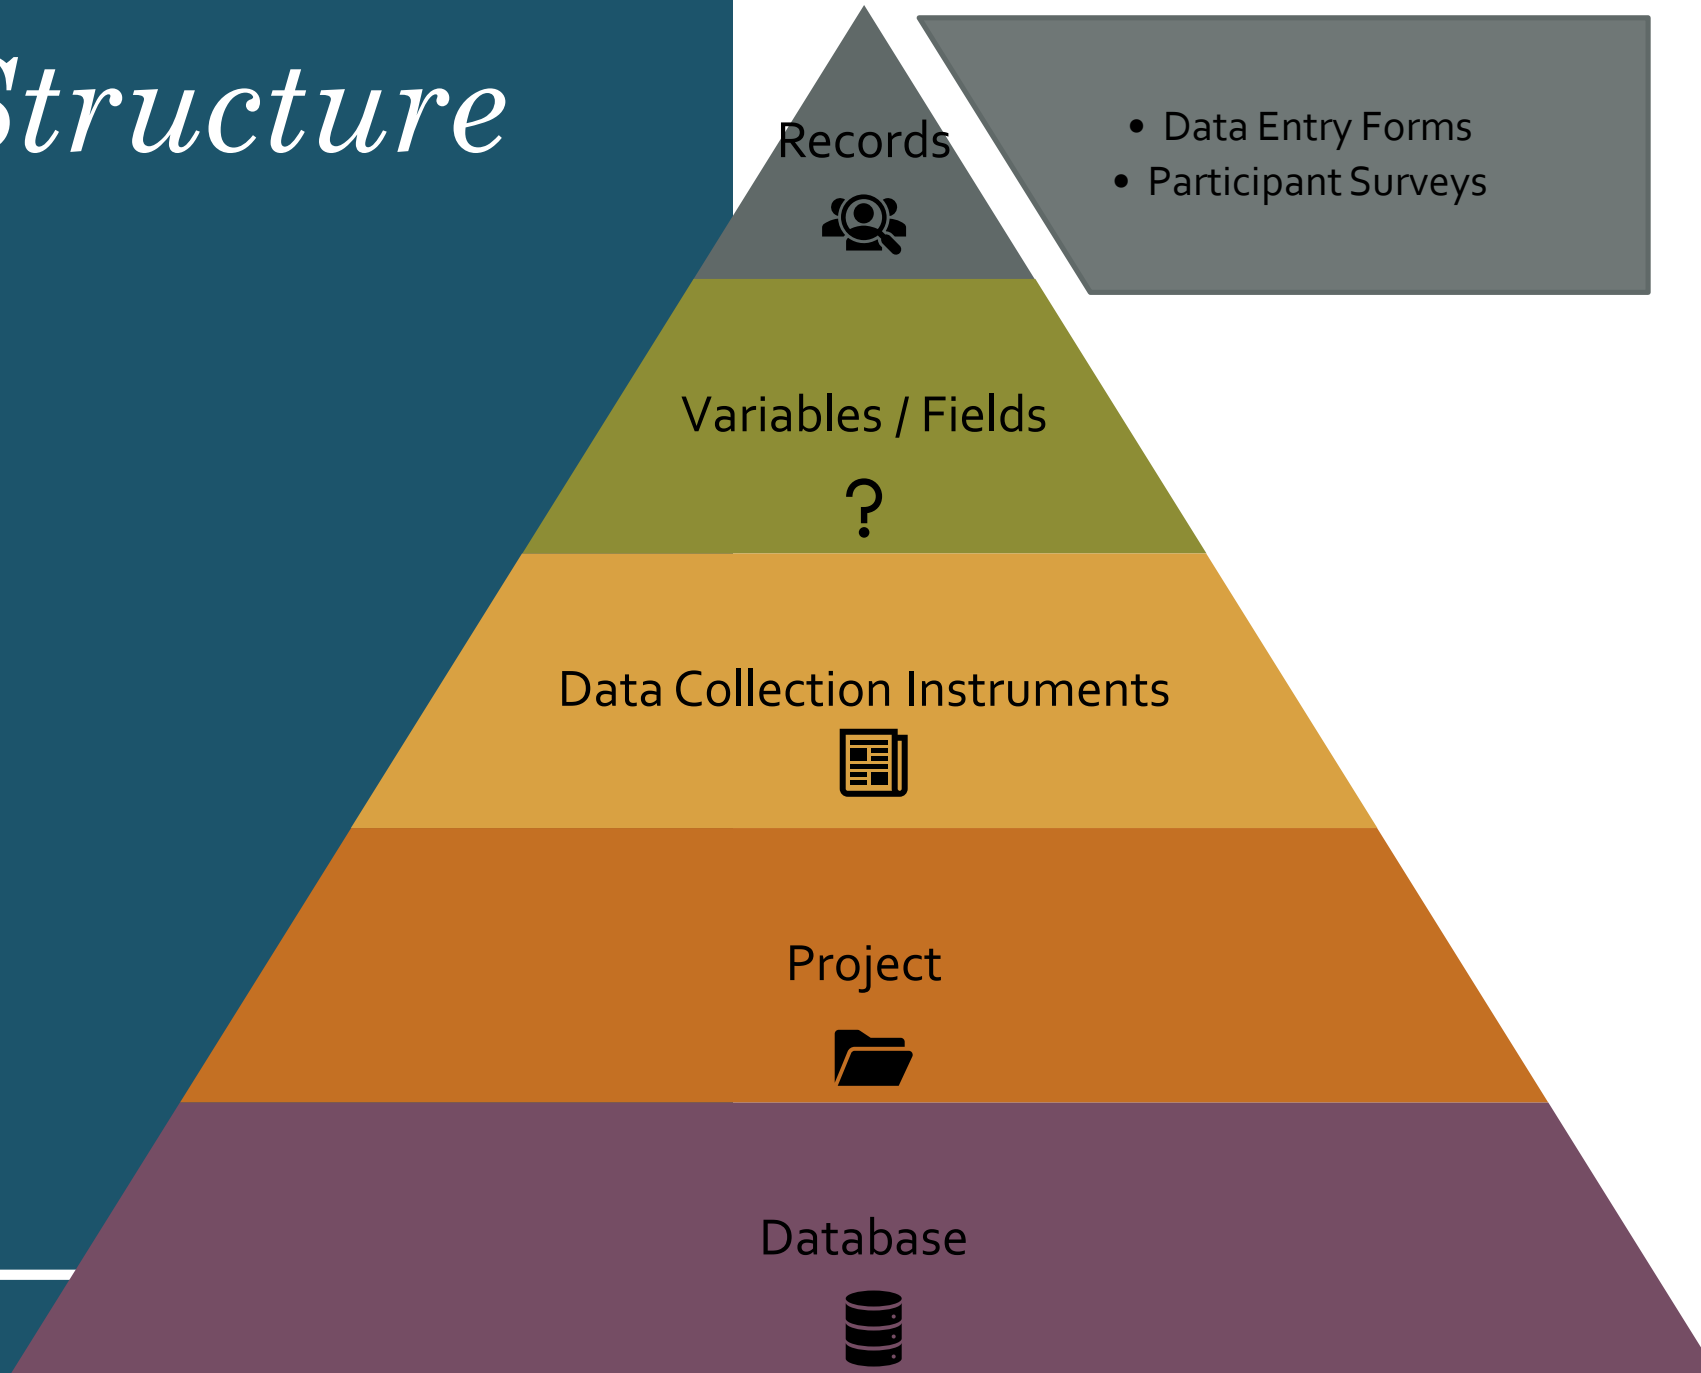 Structure
Records
• Data Entry Forms
• Participant Surveys
Variables / Fields
?
Data Collection Instruments
Project
Database